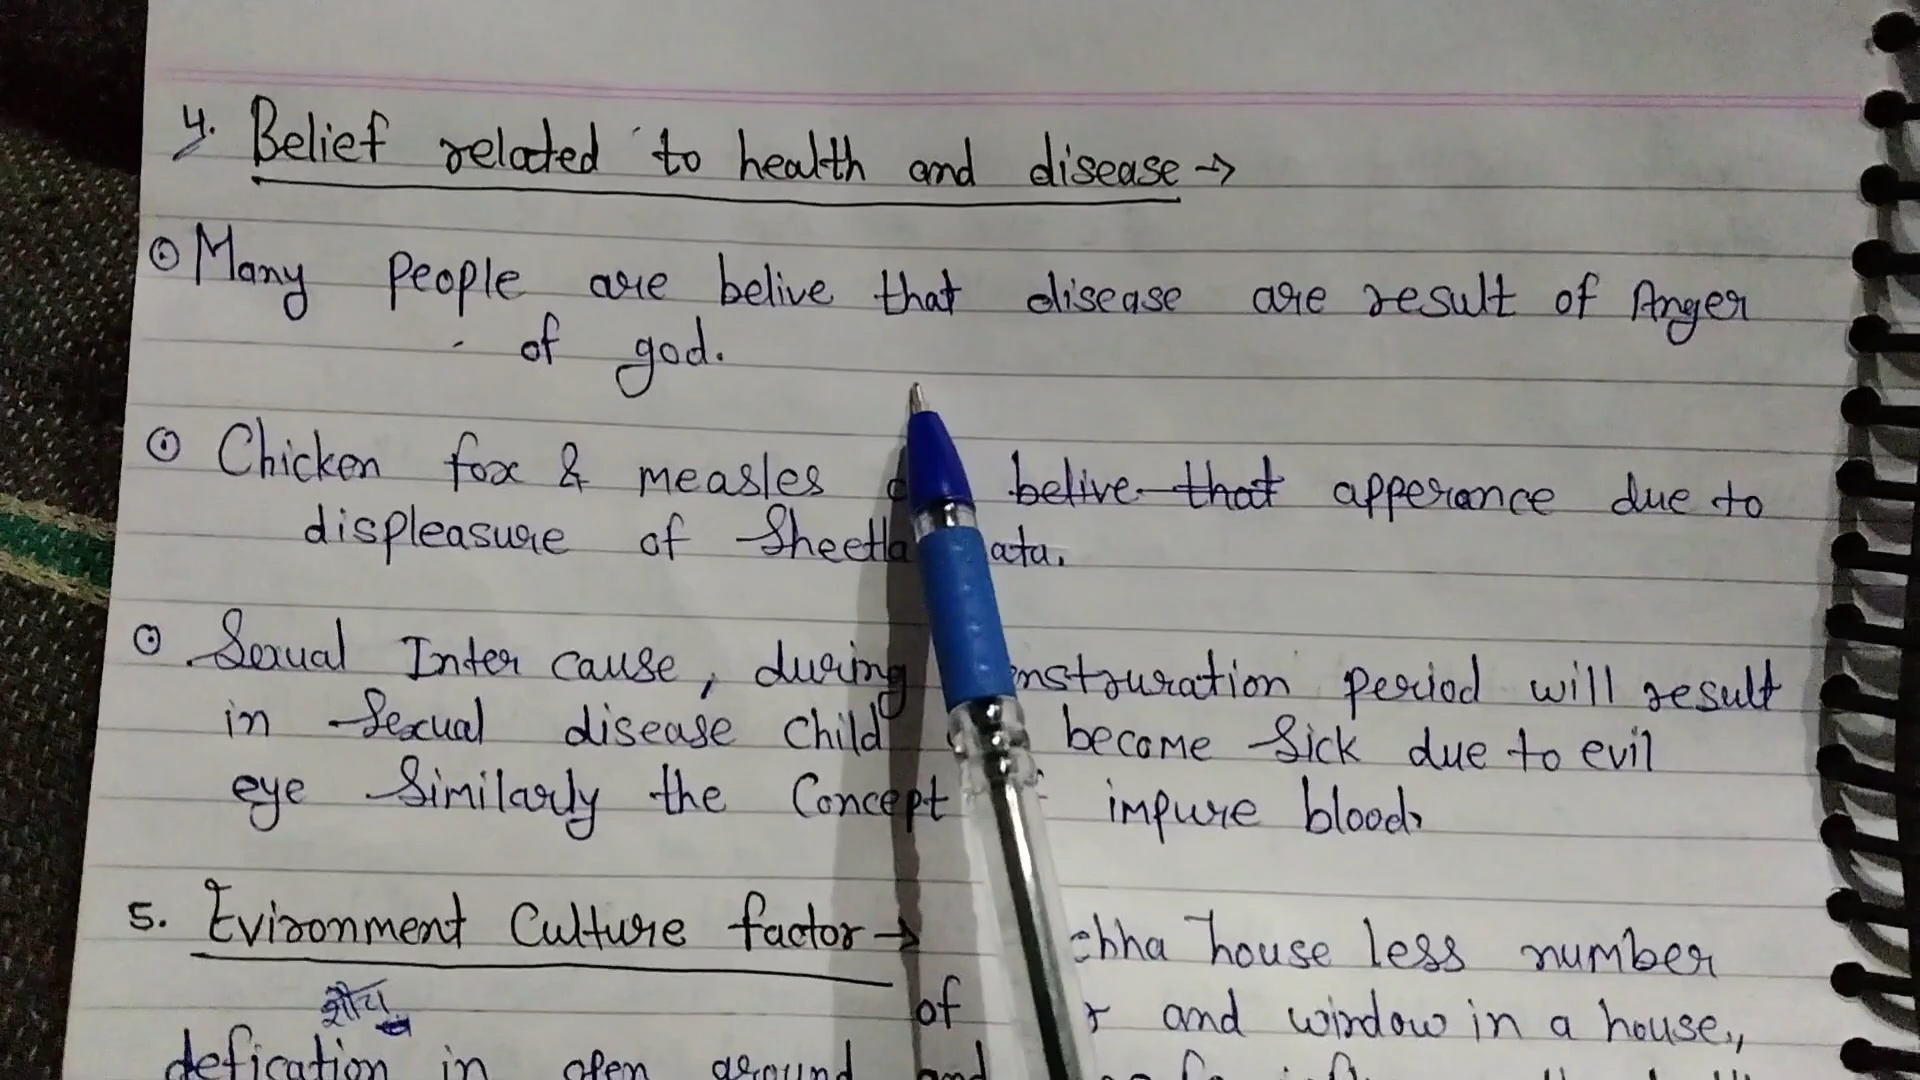 4. Belief related to health and disease →
⊙ Many people are belive that disease are result of Anger
of god.
⊙ Chicken fox & measles belive that apperance due to
displeasure of Sheetla
⊙ Sexual Inter cause, during period will result
in Sexual disease child become Sick due to evil
eye Similarly the Concept impure blood.
5. Evironment Culture factor → house less number
शौच
of and window in a house,,
defication in open ground and